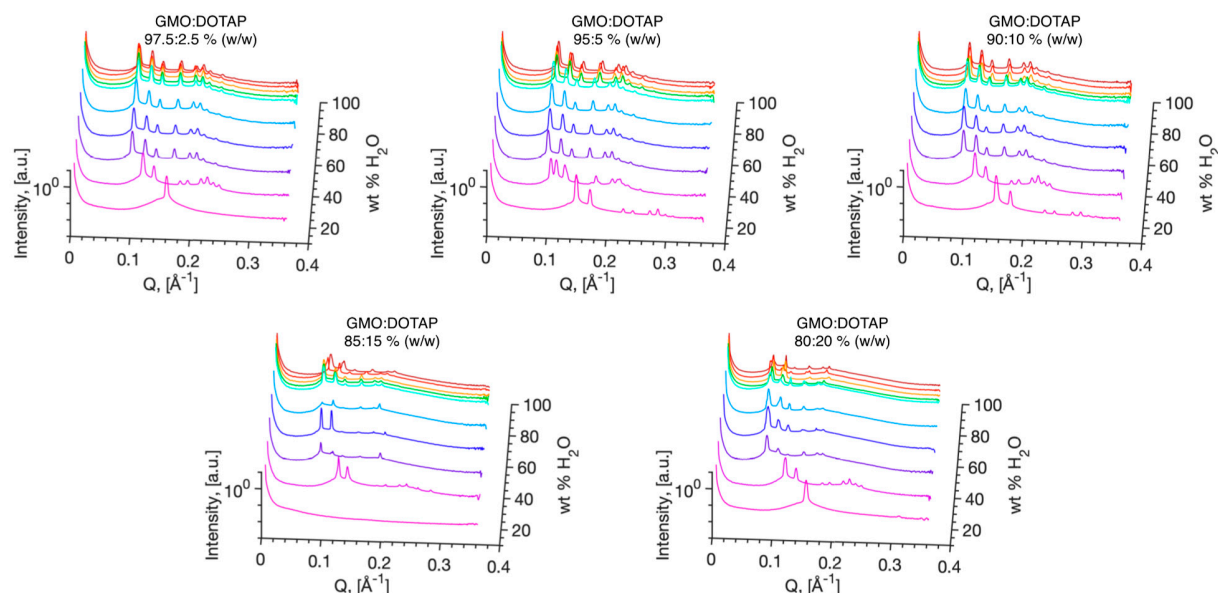 GMO:DOTAP
97.5:2.5 % (w/w)
Intensity, [a.u.]
10⁰
0
0.1
0.2
0.3
0.4
Q, [Å⁻¹]
100
80
60
40
20
wt % H₂O
GMO:DOTAP
95:5 % (w/w)
Intensity, [a.u.]
10⁰
0
0.1
0.2
0.3
0.4
Q, [Å⁻¹]
100
80
60
40
20
wt % H₂O
GMO:DOTAP
90:10 % (w/w)
Intensity, [a.u.]
10⁰
0
0.1
0.2
0.3
0.4
Q, [Å⁻¹]
100
80
60
40
20
wt % H₂O
GMO:DOTAP
85:15 % (w/w)
Intensity, [a.u.]
10⁰
0
0.1
0.2
0.3
0.4
Q, [Å⁻¹]
100
80
60
40
20
wt % H₂O
GMO:DOTAP
80:20 % (w/w)
Intensity, [a.u.]
10⁰
0
0.1
0.2
0.3
0.4
Q, [Å⁻¹]
100
80
60
40
20
wt % H₂O